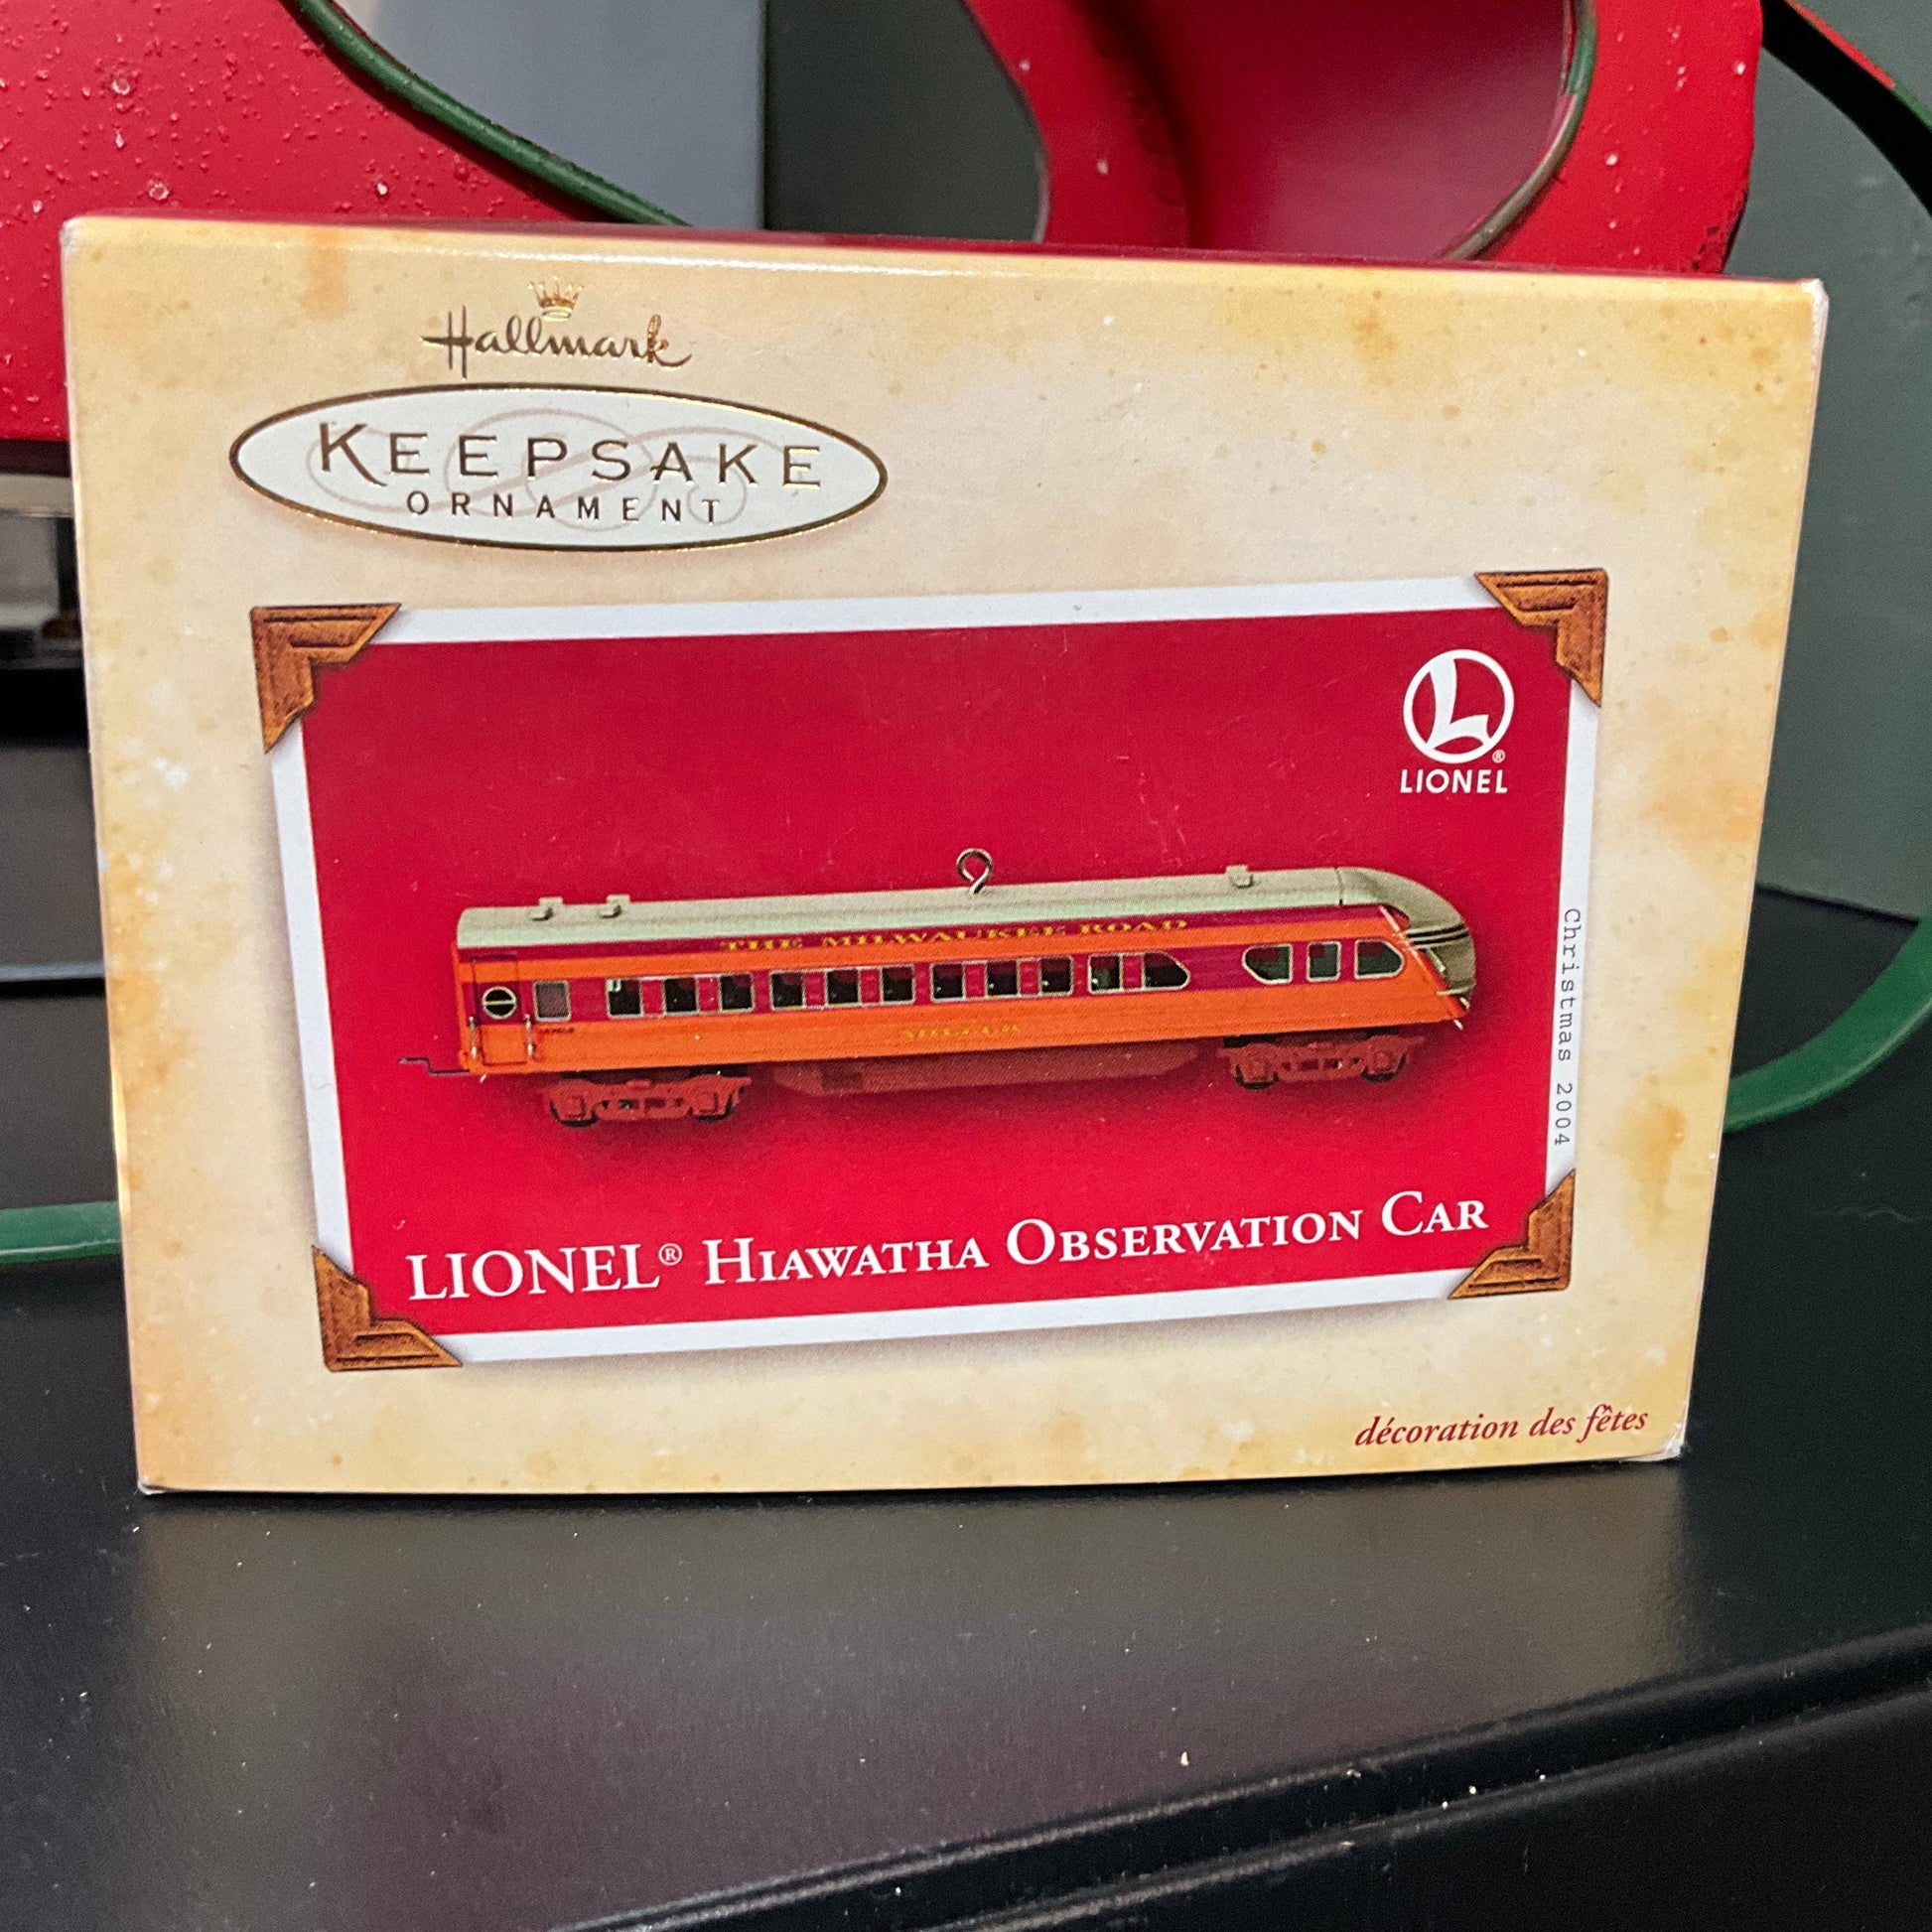 Hallmark
KEEPSAKE
ORNAMENT
L
LIONEL
THE MILWAUKEE ROAD
Christmas 2004
LIONEL® HIAWATHA OBSERVATION CAR
décoration des fêtes